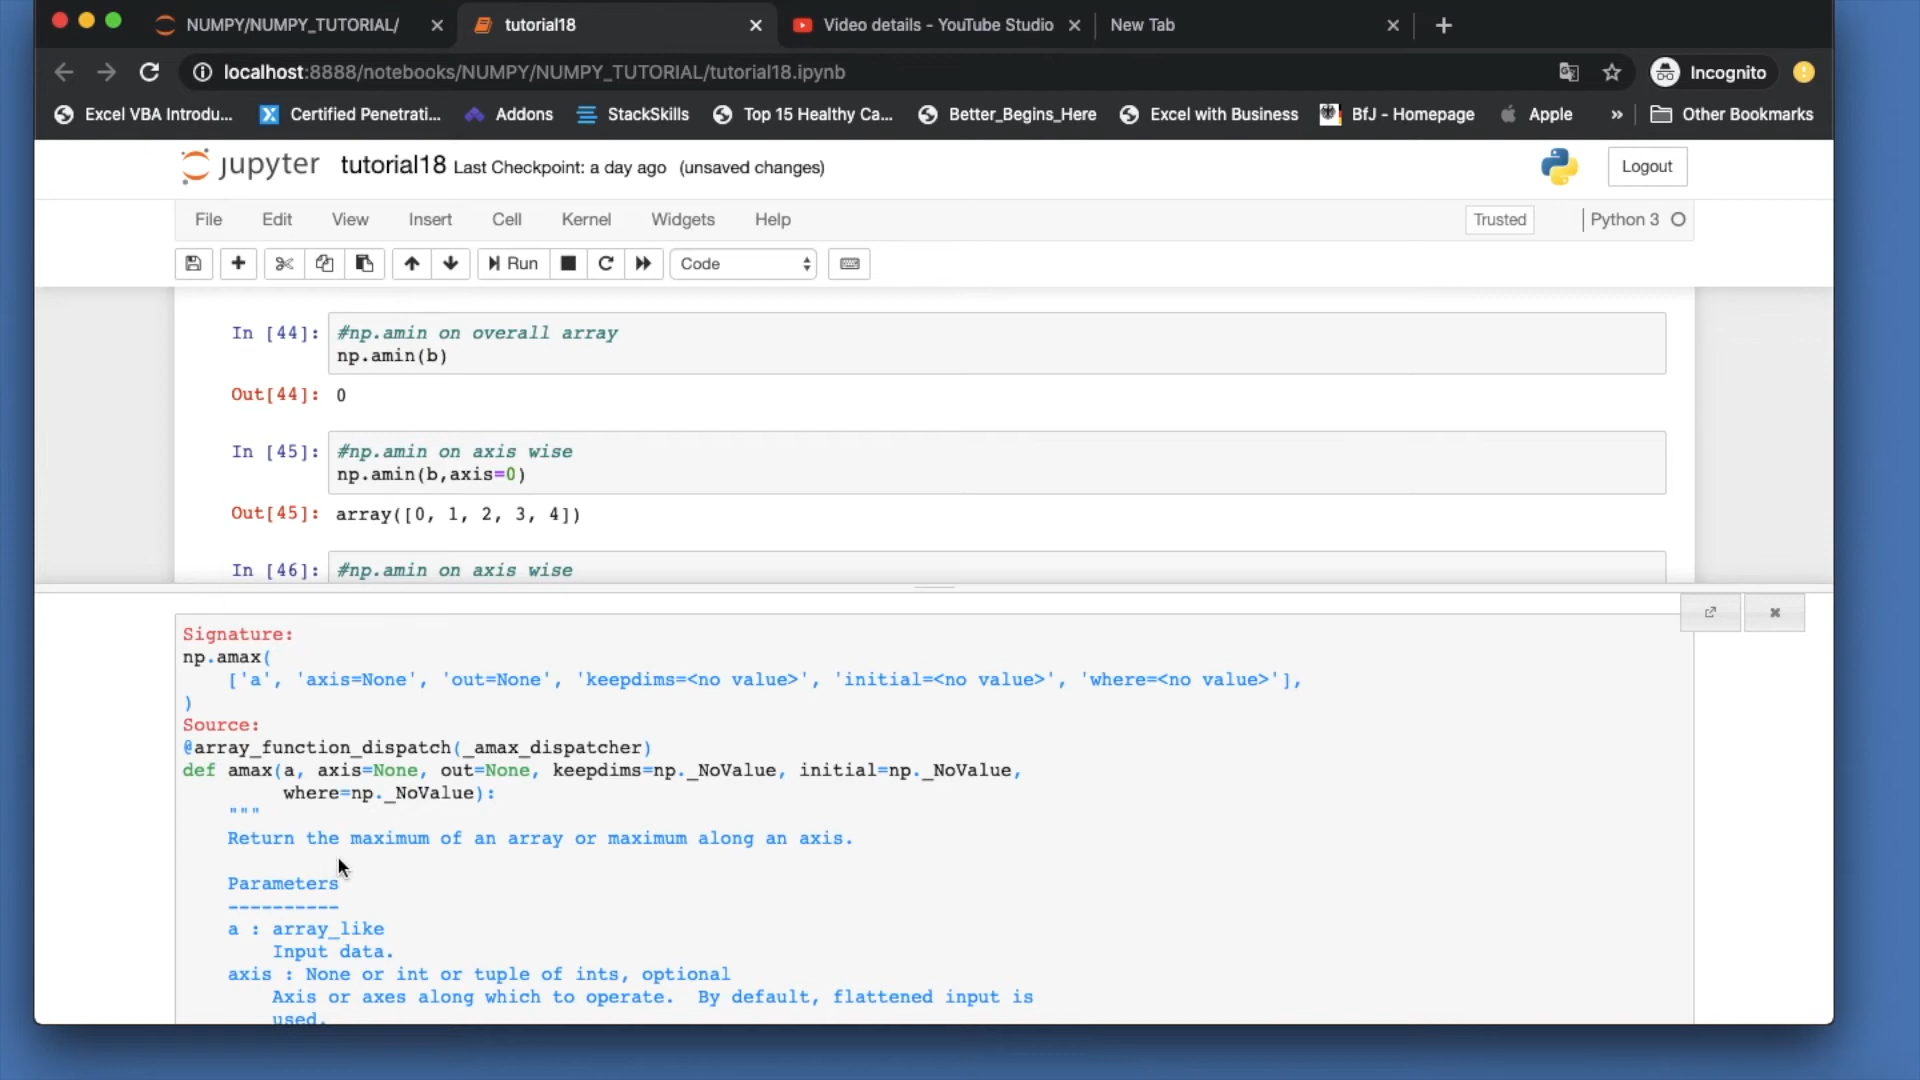 NUMPY/NUMPY_TUTORIAL/
tutorial18
Video details - YouTube Studio
New Tab
localhost:8888/notebooks/NUMPY/NUMPY_TUTORIAL/tutorial18.ipynb
Incognito
Excel VBA Introdu...
Certified Penetrati...
Addons
StackSkills
Top 15 Healthy Ca...
Better_Begins_Here
Excel with Business
BfJ - Homepage
Apple
»
Other Bookmarks
jupyter tutorial18 Last Checkpoint: a day ago (unsaved changes)
Logout
File Edit View Insert Cell Kernel Widgets Help
Trusted
Python 3
Run
Code
In [44]: #np.amin on overall array
np.amin(b)
Out[44]: 0
In [45]: #np.amin on axis wise
np.amin(b,axis=0)
Out[45]: array([0, 1, 2, 3, 4])
In [46]: #np.amin on axis wise
Signature:
np.amax(
['a', 'axis=None', 'out=None', 'keepdims=<no value>', 'initial=<no value>', 'where=<no value>'],
)
Source:
@array_function_dispatch(_amax_dispatcher)
def amax(a, axis=None, out=None, keepdims=np._NoValue, initial=np._NoValue,
where=np._NoValue):
"""
Return the maximum of an array or maximum along an axis.
Parameters
----------
a : array_like
Input data.
axis : None or int or tuple of ints, optional
Axis or axes along which to operate.  By default, flattened input is
used.